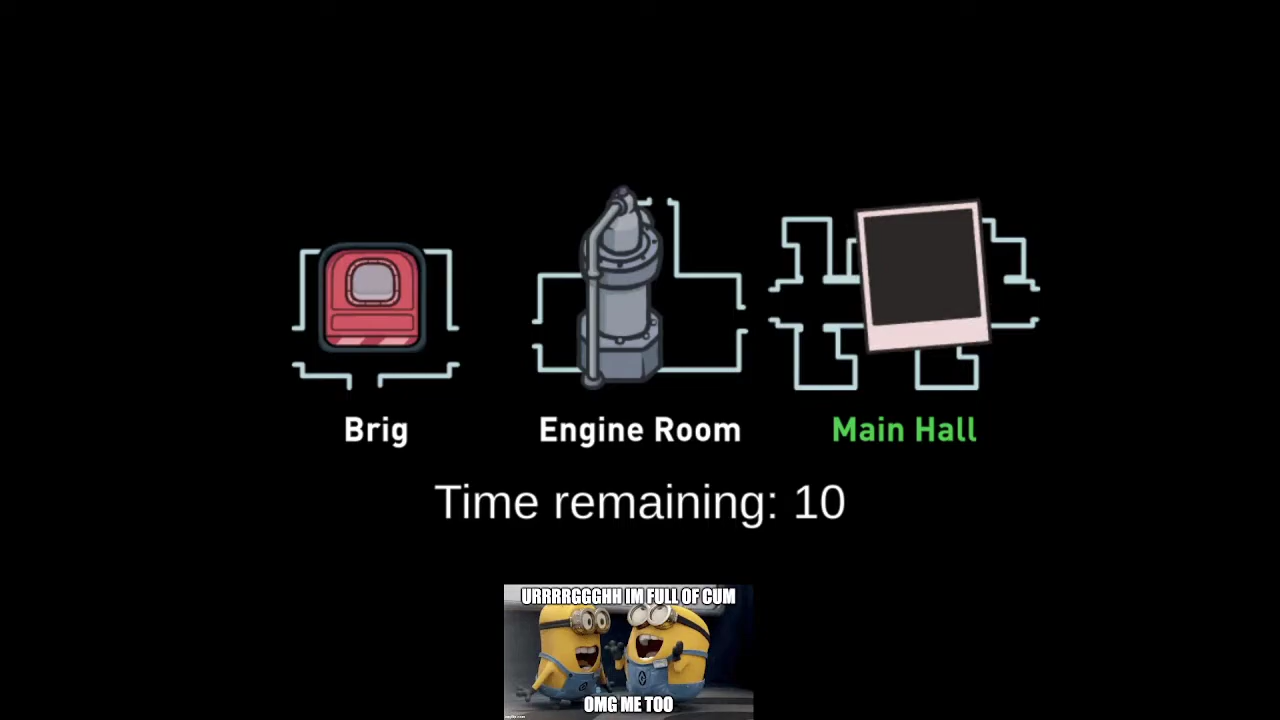 Brig
Engine Room
Main Hall
Time remaining: 10
URRRRGGGHH IM FULL OF CUM
OMG ME TOO